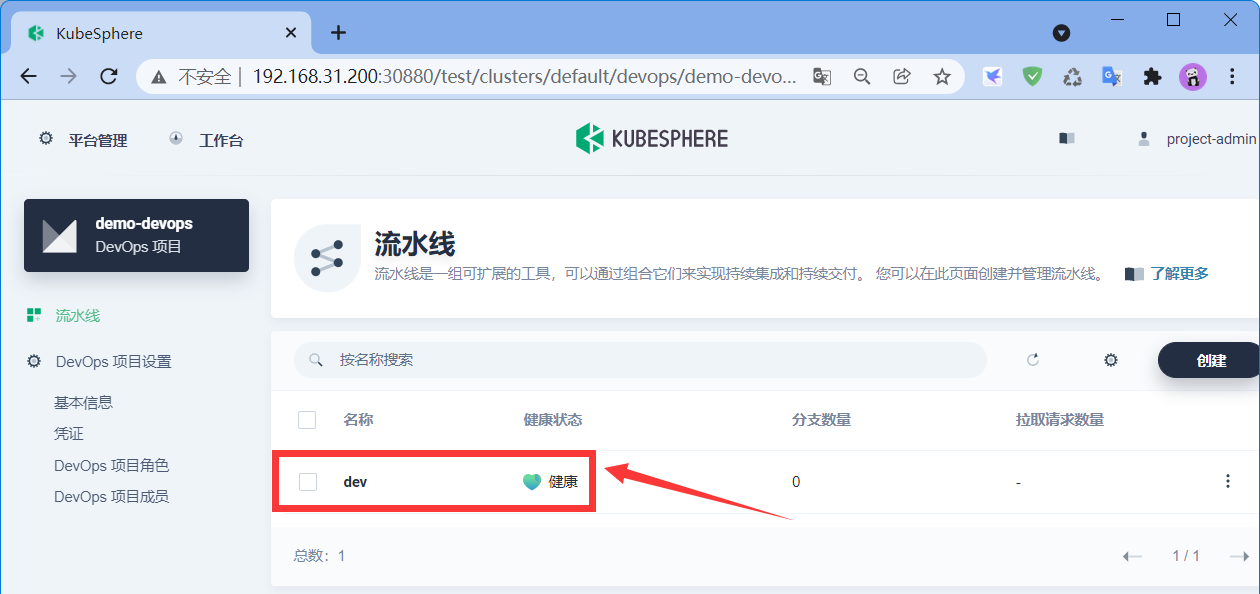 KubeSphere
不安全 | 192.168.31.200:30880/test/clusters/default/devops/demo-devo...
平台管理
工作台
KUBESPHERE
project-admin
demo-devops
DevOps 项目
流水线
DevOps 项目设置
基本信息
凭证
DevOps 项目角色
DevOps 项目成员
流水线
流水线是一组可扩展的工具，可以通过组合它们来实现持续集成和持续交付。 您可以在此页面创建并管理流水线。 了解更多
按名称搜索
创建
名称 健康状态 分支数量 拉取请求数量
dev 健康 0 -
总数：1
1 / 1